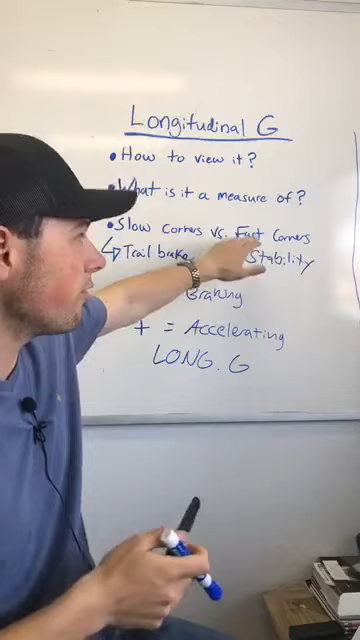 Longitudinal G
• How to view it?
• What is it a measure of?
• Slow Corners vs. Fast Corners
↳ Trail brake Stability
Braking
+ = Accelerating
LONG. G